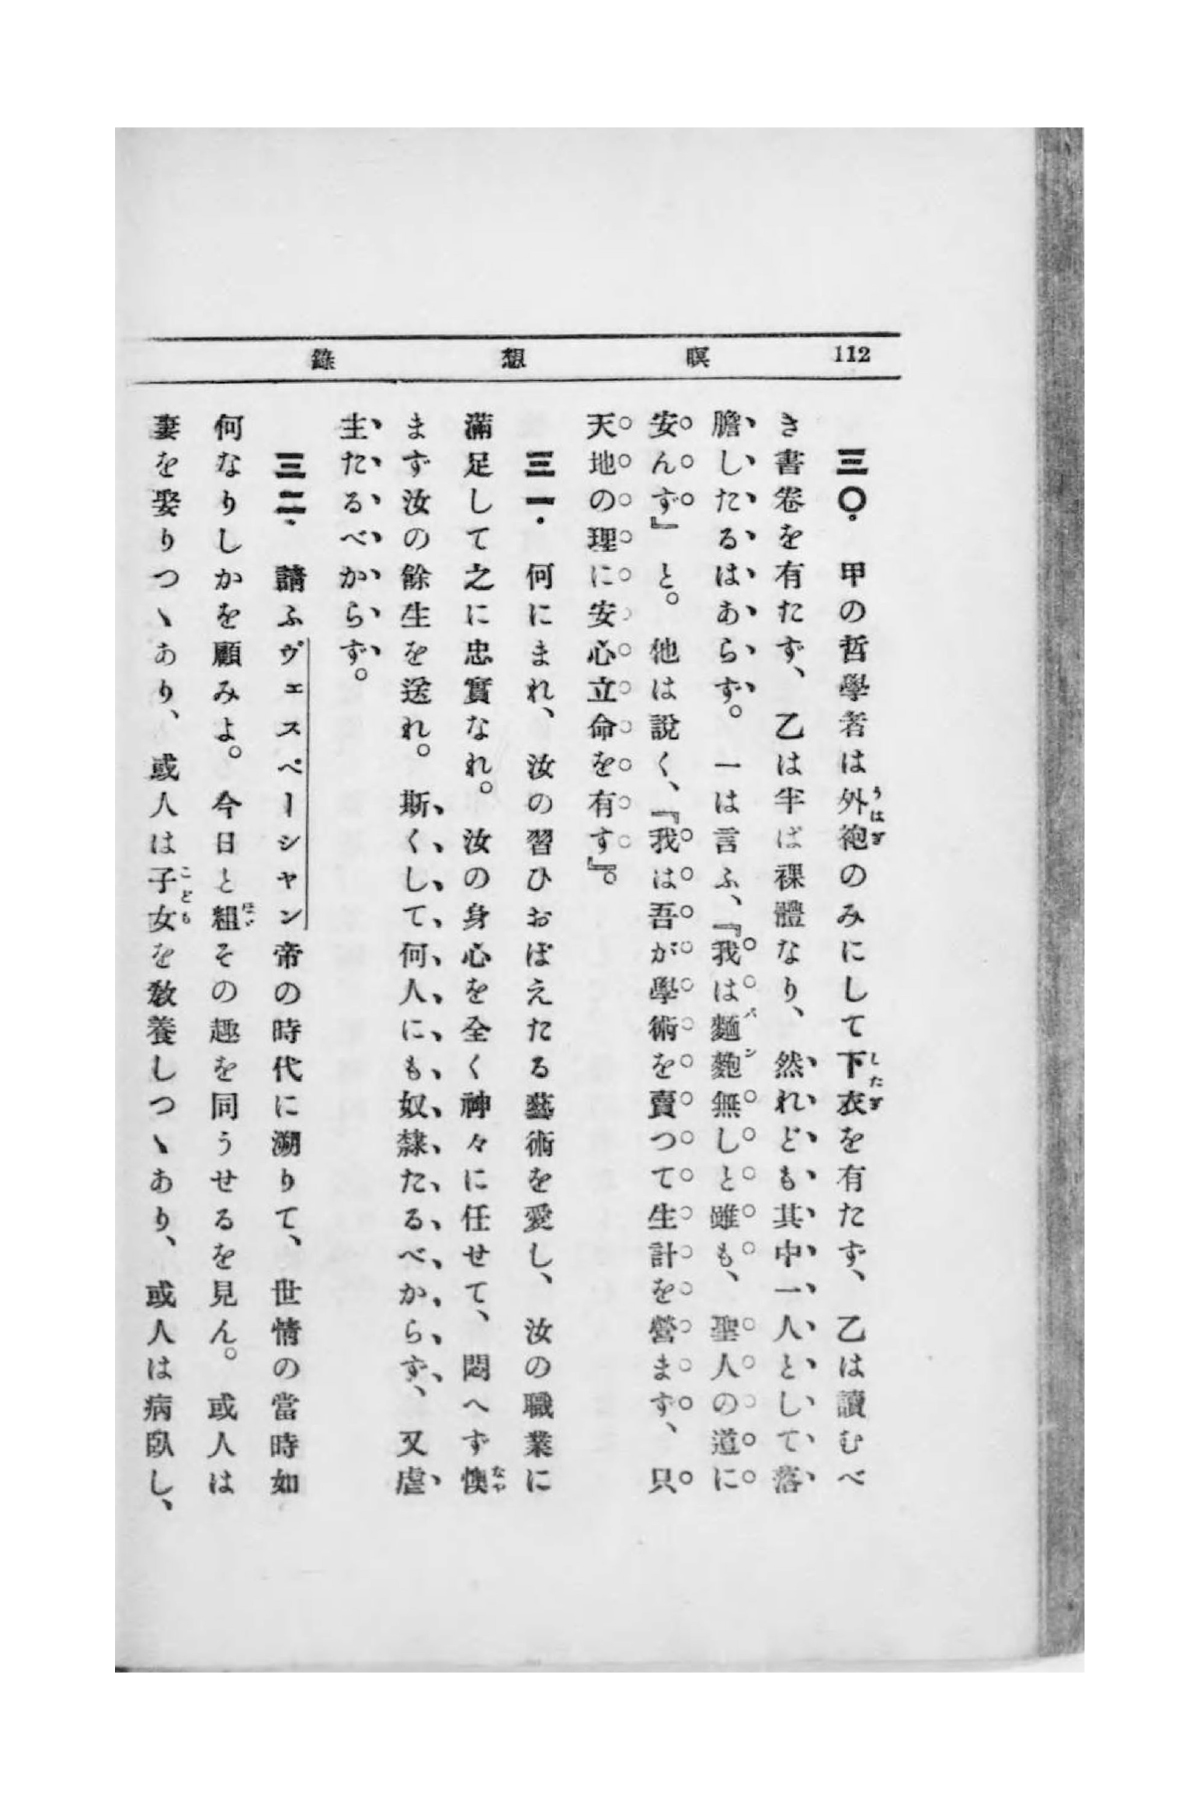 112 瞑想錄
三〇. 甲の哲學者は外袍のみにして下衣を有たず、乙は讀むべ
き書卷を有たず、乙は半ば裸體なり、然れども其中一人として落
膽したるはあらず。一は言ふ、『我は麵麭無しと雖も、聖人の道に
安んず』と。他は說く、『我は吾が學術を賣つて生計を營まず、只
天地の理に安心立命を有す』。
三一. 何にまれ、汝の習ひおぼえたる藝術を愛し、汝の職業に
滿足して之に忠實なれ。汝の身心を全く神々に任せて、悶へず懊
まず汝の餘生を送れ。斯くして何人にも奴隸たるべからず、又虐
主たるべからず。
三二. 請ふヴェスペーシャン帝の時代に溯りて、世情の當時如
何なりしかを顧みよ。今日と粗その趣を同うせるを見ん。或人は
妻を娶りつゝあり、或人は子女を敎養しつゝあり、或人は病臥し、